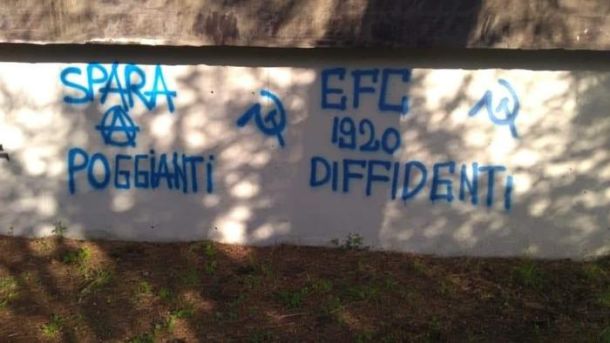 SPARA
A
POGGIANTI
EFC
1920
DIFFIDENTI